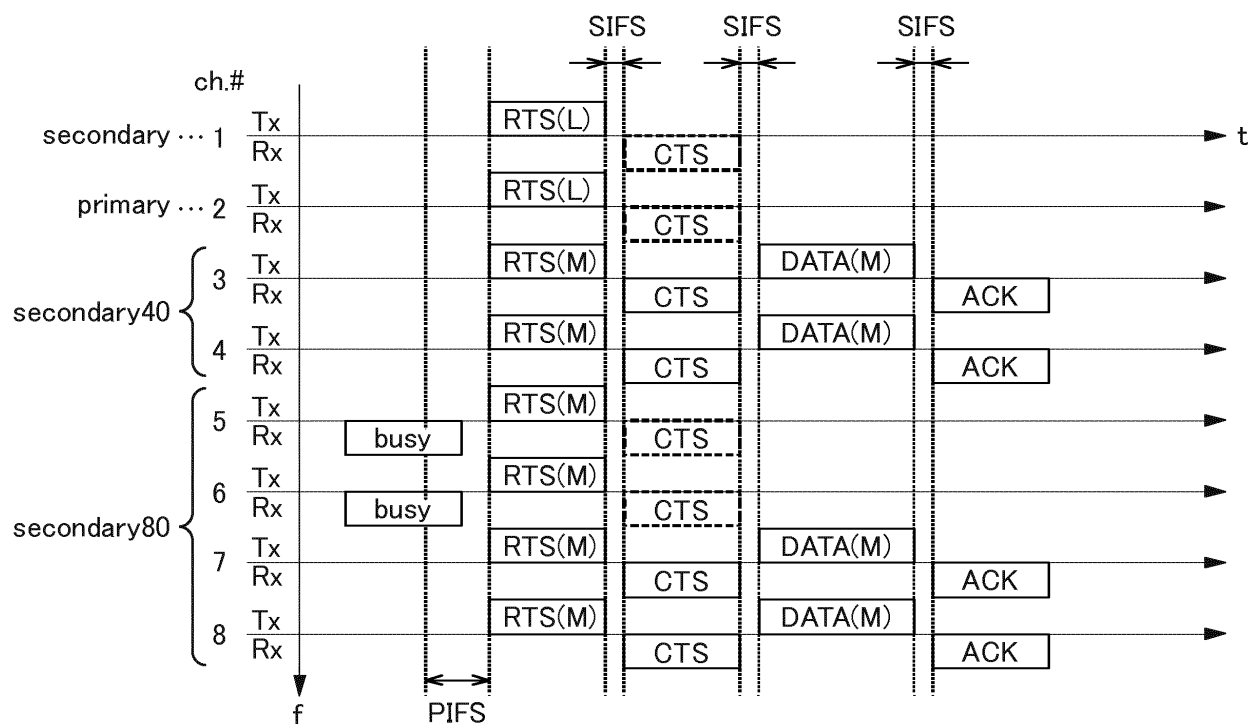 SIFS SIFS SIFS
ch.#
Tx RTS(L)
secondary ··· 1 t
Rx CTS
Tx RTS(L)
primary ··· 2
Rx CTS
Tx RTS(M) DATA(M)
3
Rx CTS ACK
secondary40
Tx RTS(M) DATA(M)
4
Rx CTS ACK
Tx RTS(M)
5
Rx busy CTS
Tx RTS(M)
6
Rx busy CTS
secondary80
Tx RTS(M) DATA(M)
7
Rx CTS ACK
Tx RTS(M) DATA(M)
8
Rx CTS ACK
f PIFS